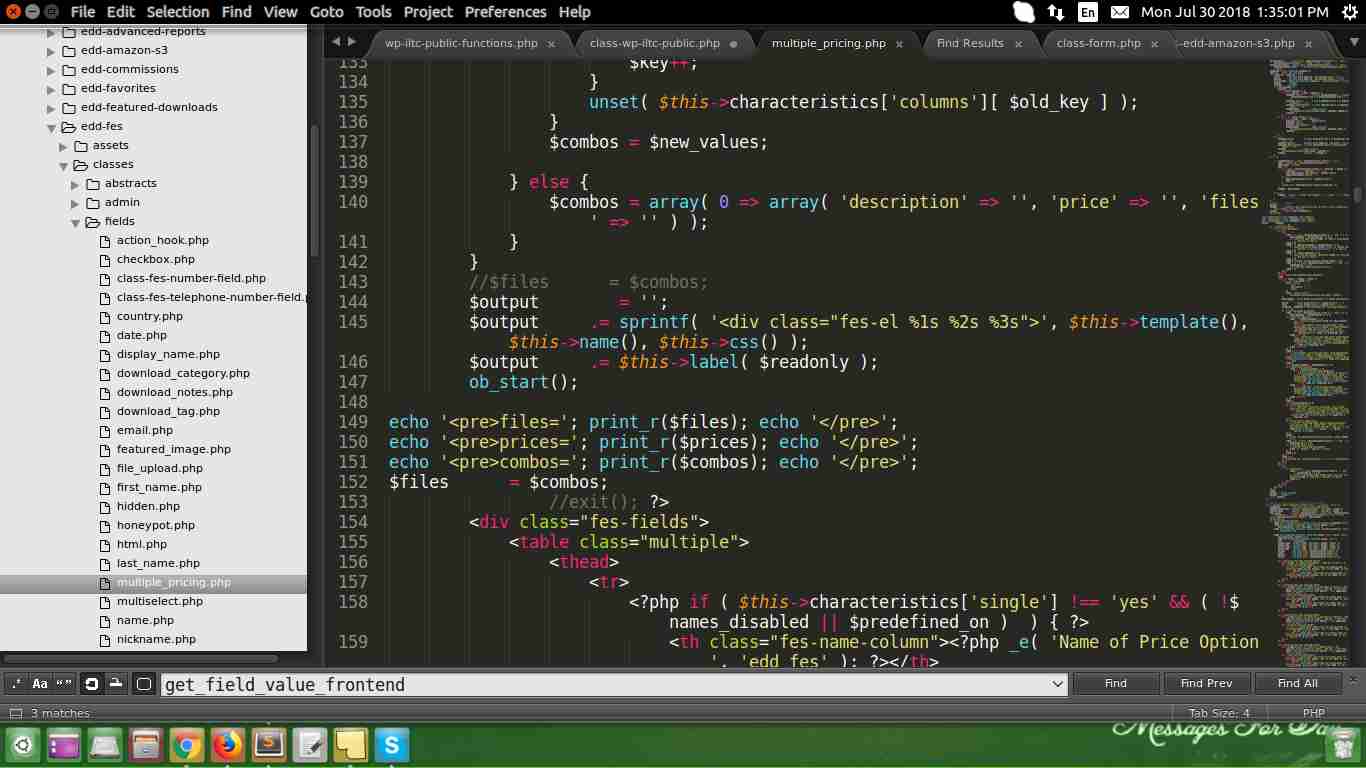 File Edit Selection Find View Goto Tools Project Preferences Help
En Mon Jul 30 2018 1:35:01 PM
edd-advanced-reports
edd-amazon-s3
edd-commissions
edd-favorites
edd-featured-downloads
edd-fes
assets
classes
abstracts
admin
fields
action_hook.php
checkbox.php
class-fes-number-field.php
class-fes-telephone-number-field.p
country.php
date.php
display_name.php
download_category.php
download_notes.php
download_tag.php
email.php
featured_image.php
file_upload.php
first_name.php
hidden.php
honeypot.php
html.php
last_name.php
multiple_pricing.php
multiselect.php
name.php
nickname.php
wp-iltc-public-functions.php × class-wp-iltc-public.php multiple_pricing.php × Find Results × class-form.php × -edd-amazon-s3.php ×
133 $key++;
134 }
135 unset( $this->characteristics['columns'][ $old_key ] );
136 }
137 $combos = $new_values;
138
139 } else {
140 $combos = array( 0 => array( 'description' => '', 'price' => '', 'files
' => '' ) );
141 }
142 }
143 //$files = $combos;
144 $output = '';
145 $output .= sprintf( '<div class="fes-el %1s %2s %3s">', $this->template(),
$this->name(), $this->css() );
146 $output .= $this->label( $readonly );
147 ob_start();
148
149 echo '<pre>files='; print_r($files); echo '</pre>';
150 echo '<pre>prices='; print_r($prices); echo '</pre>';
151 echo '<pre>combos='; print_r($combos); echo '</pre>';
152 $files = $combos;
153 //exit(); ?>
154 <div class="fes-fields">
155 <table class="multiple">
156 <thead>
157 <tr>
158 <?php if ( $this->characteristics['single'] !== 'yes' && ( !$
names_disabled || $predefined_on ) ) { ?>
159 <th class="fes-name-column"><?php _e( 'Name of Price Option
', 'edd_fes' ); ?></th>
.* Aa “” get_field_value_frontend Find Find Prev Find All ×
3 matches Tab Size: 4 PHP
Messages For Day
S S